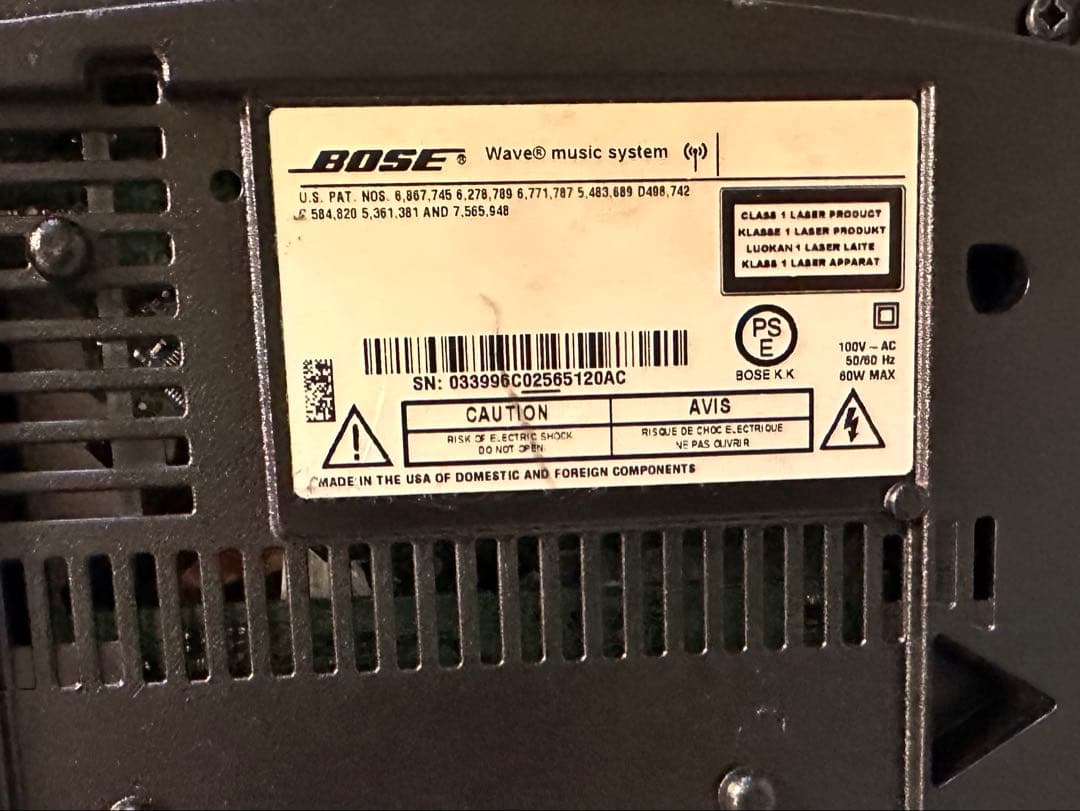 BOSE® Wave® music system
U.S. PAT. NOS. 6,867,745 6,278,789 6,771,787 5,483,689 D498,742
584,820 5,361,381 AND 7,565,948
CLASS 1 LASER PRODUCT
KLASSE 1 LASER PRODUKT
LUOKAN 1 LASER LAITE
KLASS 1 LASER APPARAT
PS
E
BOSE K.K
100V ~ AC
50/60 Hz
60W MAX
SN: 033996C02565120AC
CAUTION
RISK OF ELECTRIC SHOCK
DO NOT OPEN
AVIS
RISQUE DE CHOC ELECTRIQUE
NE PAS OUVRIR
MADE IN THE USA OF DOMESTIC AND FOREIGN COMPONENTS